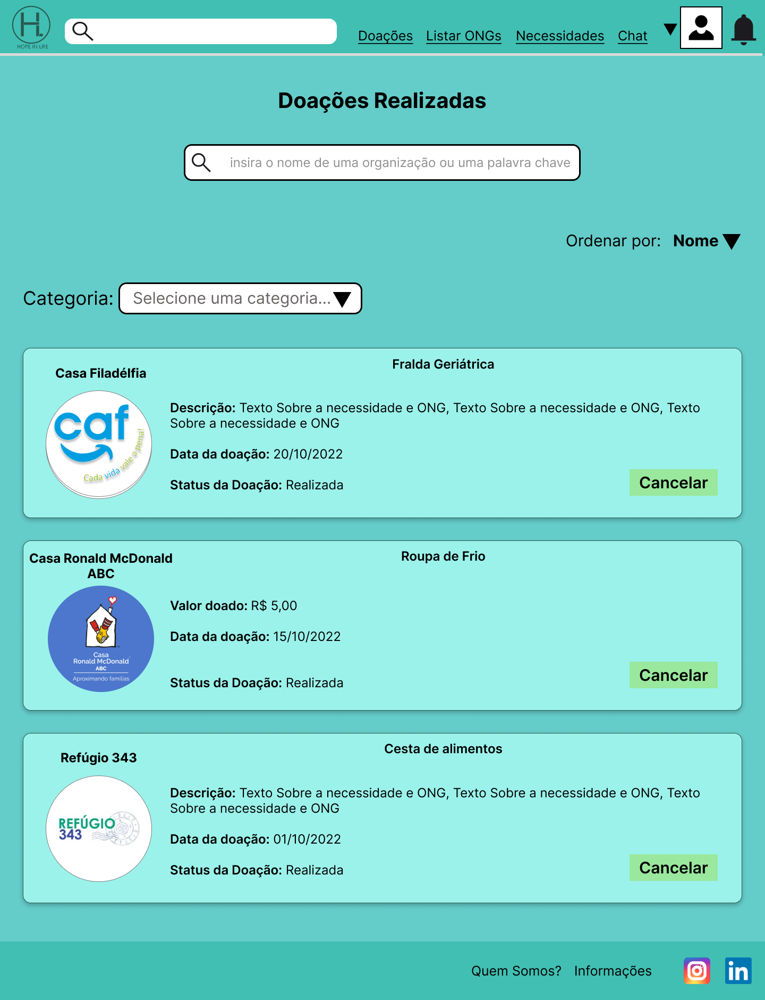 H.
HOPE IN LIFE
Doações Listar ONGs Necessidades Chat
Doações Realizadas
insira o nome de uma organização ou uma palavra chave
Ordenar por: Nome
Categoria: Selecione uma categoria...
Fralda Geriátrica
Casa Filadélfia
caf
Cada vida vale a pena!
Descrição: Texto Sobre a necessidade e ONG, Texto Sobre a necessidade e ONG, Texto
Sobre a necessidade e ONG
Data da doação: 20/10/2022
Status da Doação: Realizada
Cancelar
Roupa de Frio
Casa Ronald McDonald
ABC
Casa
Ronald McDonald
ABC
Aproximando famílias
Valor doado: R$ 5,00
Data da doação: 15/10/2022
Status da Doação: Realizada
Cancelar
Cesta de alimentos
Refúgio 343
REFÚGIO
343
Descrição: Texto Sobre a necessidade e ONG, Texto Sobre a necessidade e ONG, Texto
Sobre a necessidade e ONG
Data da doação: 01/10/2022
Status da Doação: Realizada
Cancelar
Quem Somos? Informações
in